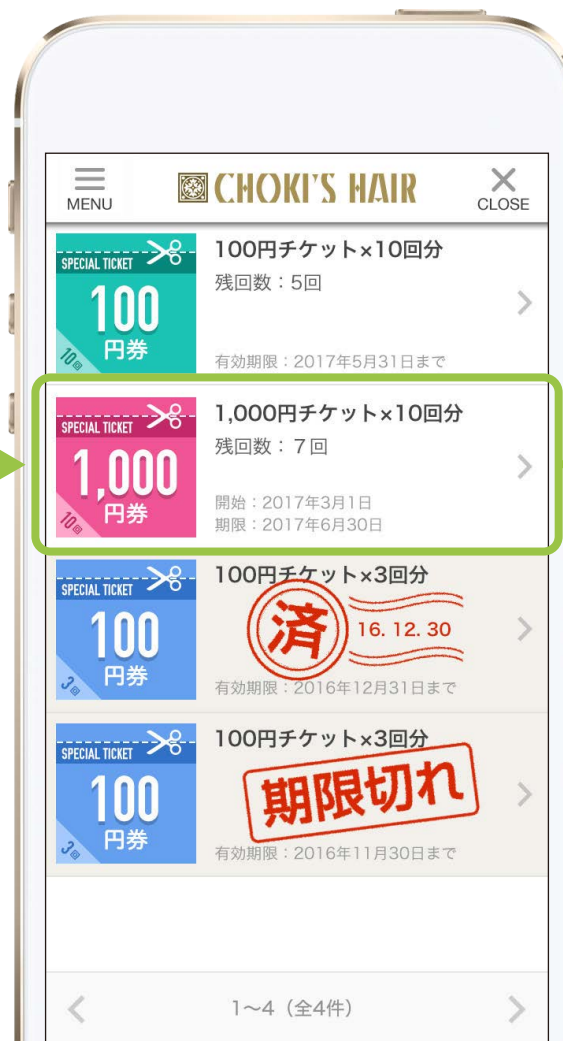 MENU
CHOKI'S HAIR
CLOSE
SPECIAL TICKET
100
円券
10回
100円チケット×10回分
残回数：5回
有効期限：2017年5月31日まで
SPECIAL TICKET
1,000
円券
10回
1,000円チケット×10回分
残回数：７回
開始：2017年3月1日
期限：2017年6月30日
SPECIAL TICKET
100
円券
3回
100円チケット×3回分
済
16. 12. 30
有効期限：2016年12月31日まで
SPECIAL TICKET
100
円券
3回
100円チケット×3回分
期限切れ
有効期限：2016年11月30日まで
1〜4（全4件）